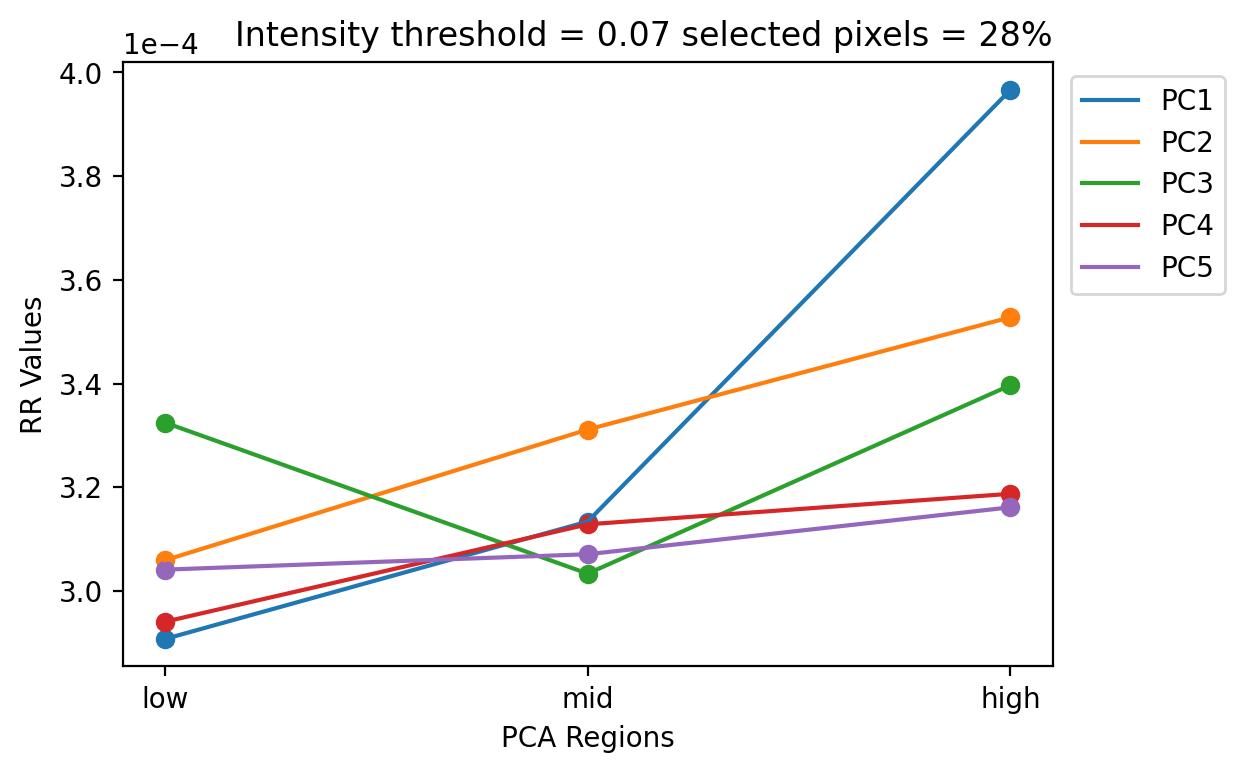 1e−4
Intensity threshold = 0.07 selected pixels = 28%
4.0
3.8
3.6
3.4
3.2
3.0
RR Values
low
mid
high
PCA Regions
PC1
PC2
PC3
PC4
PC5